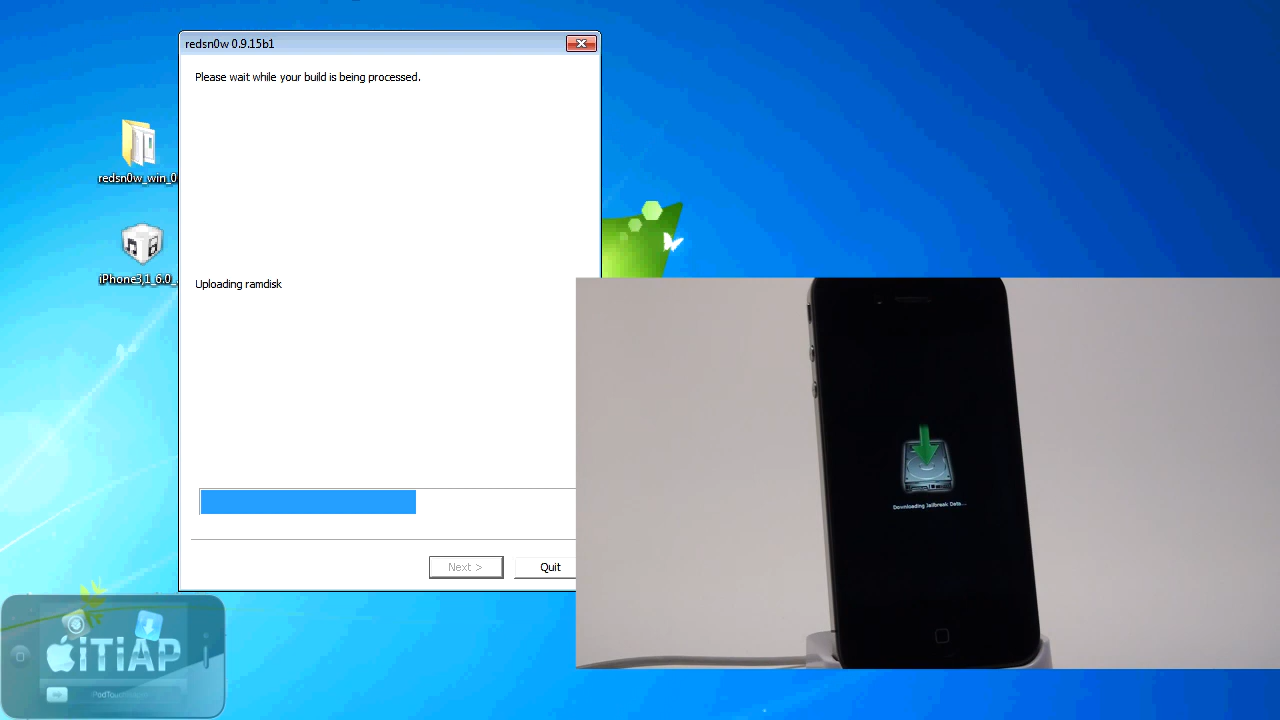 redsn0w 0.9.15b1
Please wait while your build is being processed.
redsn0w_win_0
iPhone3,1_6.0_
Uploading ramdisk
Downloading Jailbreak Data...
Next >
Quit
iTiAP